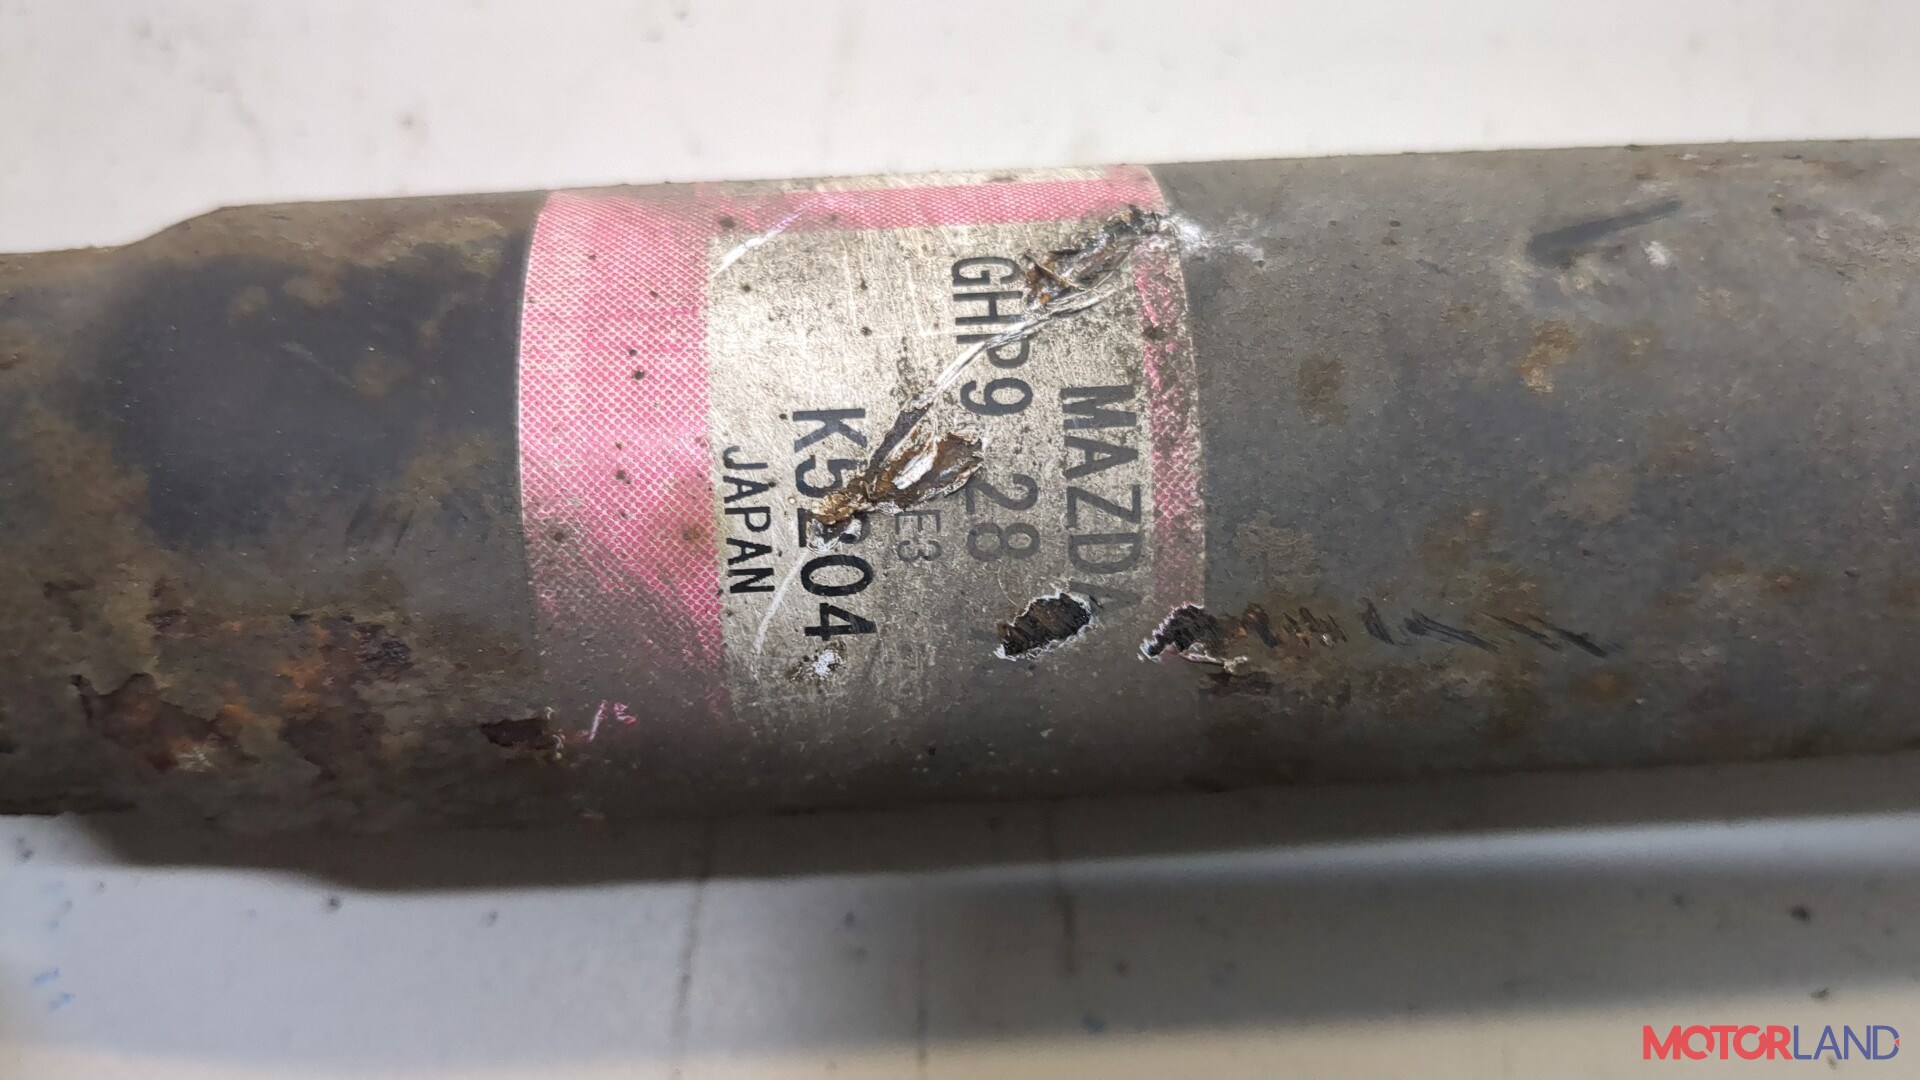 MAZDA
GHP9 28
E3
K5204
JAPAN
MOTORLAND